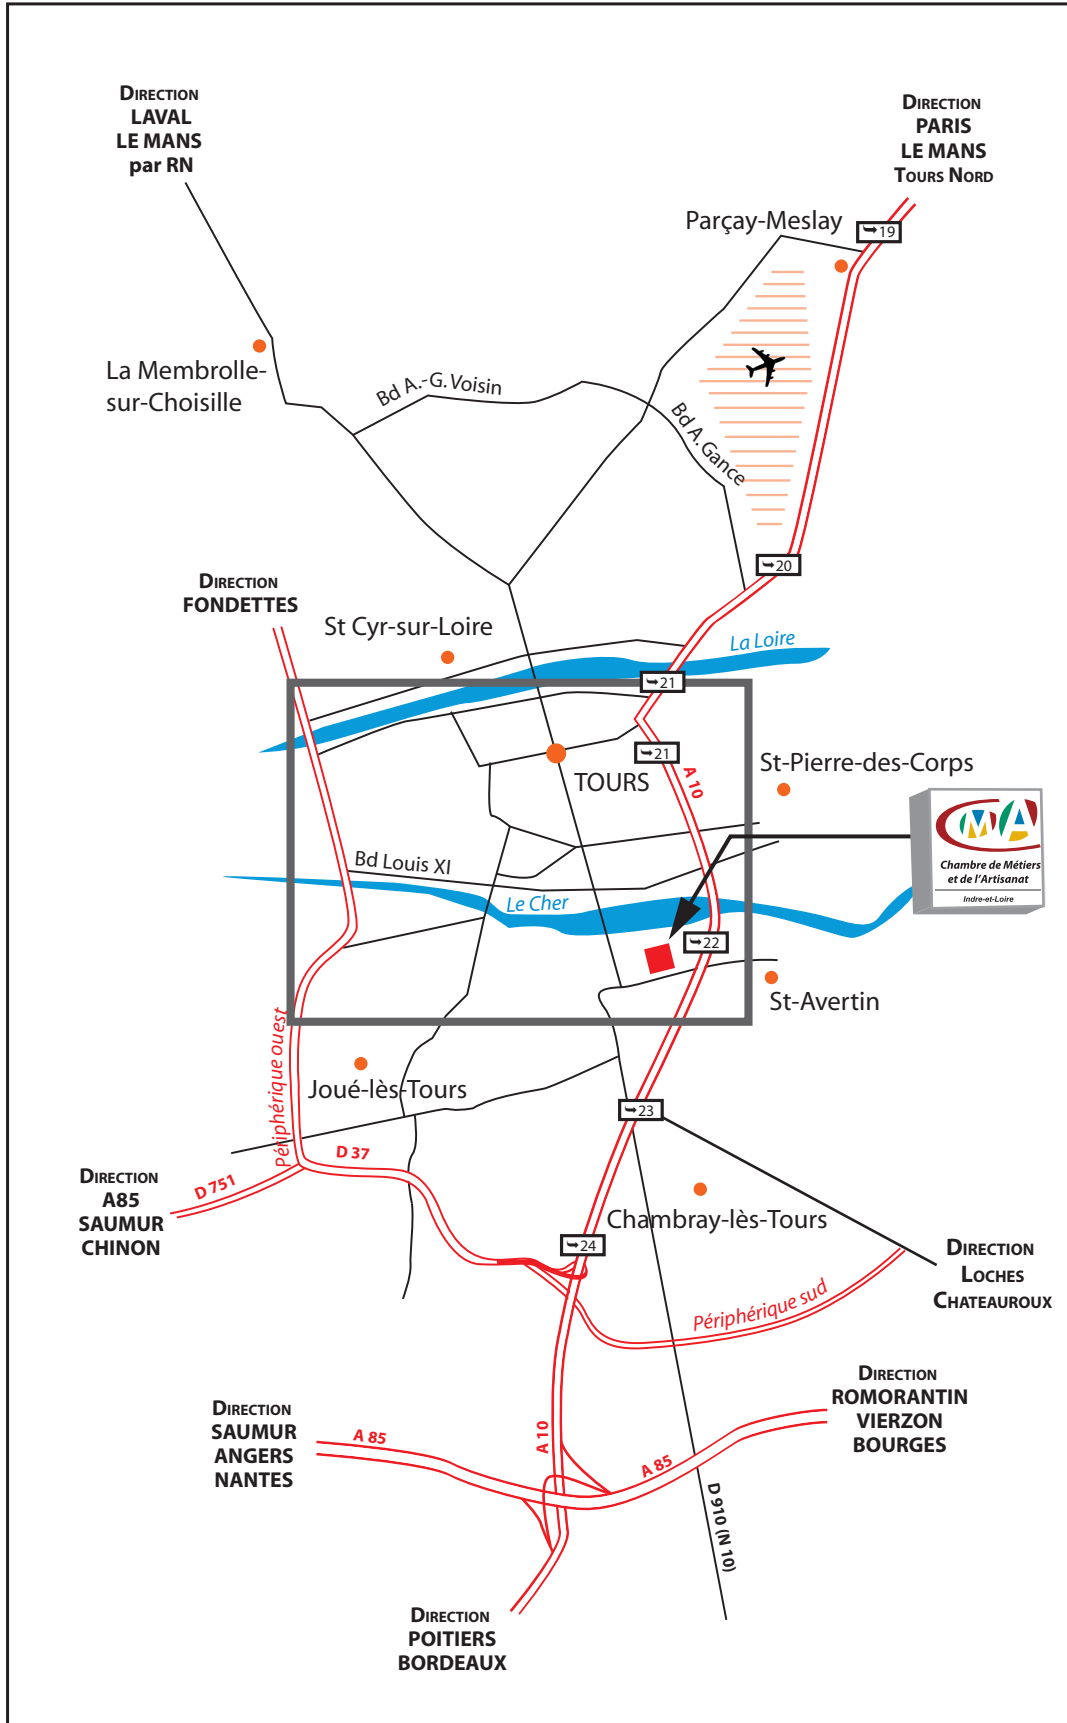 Direction
LAVAL
LE MANS
par RN
Direction
PARIS
LE MANS
Tours Nord
Parçay-Meslay
19
La Membrolle-
sur-Choisille
Bd A.-G. Voisin
Bd A. Gance
20
Direction
FONDETTES
St Cyr-sur-Loire
La Loire
21
21
TOURS
A 10
St-Pierre-des-Corps
CMA
Chambre de Métiers
et de l'Artisanat
Indre-et-Loire
Bd Louis XI
Le Cher
22
St-Avertin
Périphérique ouest
Joué-lès-Tours
23
D 37
D 751
Direction
A85
SAUMUR
CHINON
Chambray-lès-Tours
24
Direction
Loches
Chateauroux
Périphérique sud
Direction
ROMORANTIN
VIERZON
BOURGES
Direction
SAUMUR
ANGERS
NANTES
A 85
A 10
A 85
D 910 (N 10)
Direction
POITIERS
BORDEAUX